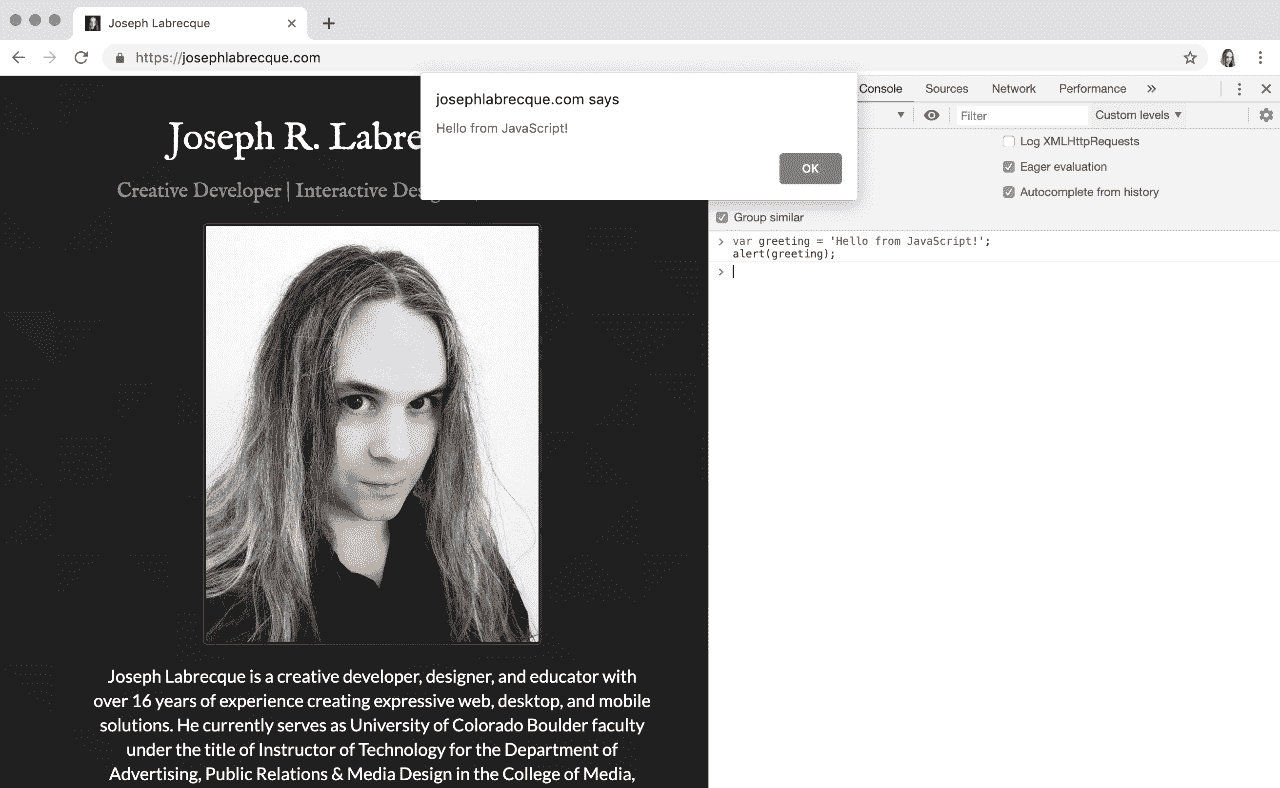 Joseph Labrecque
https://josephlabrecque.com
josephlabrecque.com says
Hello from JavaScript!
OK
Console Sources Network Performance »
Filter Custom levels ▼
Log XMLHttpRequests
Eager evaluation
Autocomplete from history
Group similar
> var greeting = 'Hello from JavaScript!';
alert(greeting);
>
Joseph R. Labre
Creative Developer | Interactive
Joseph Labrecque is a creative developer, designer, and educator with
over 16 years of experience creating expressive web, desktop, and mobile
solutions. He currently serves as University of Colorado Boulder faculty
under the title of Instructor of Technology for the Department of
Advertising, Public Relations & Media Design in the College of Media,